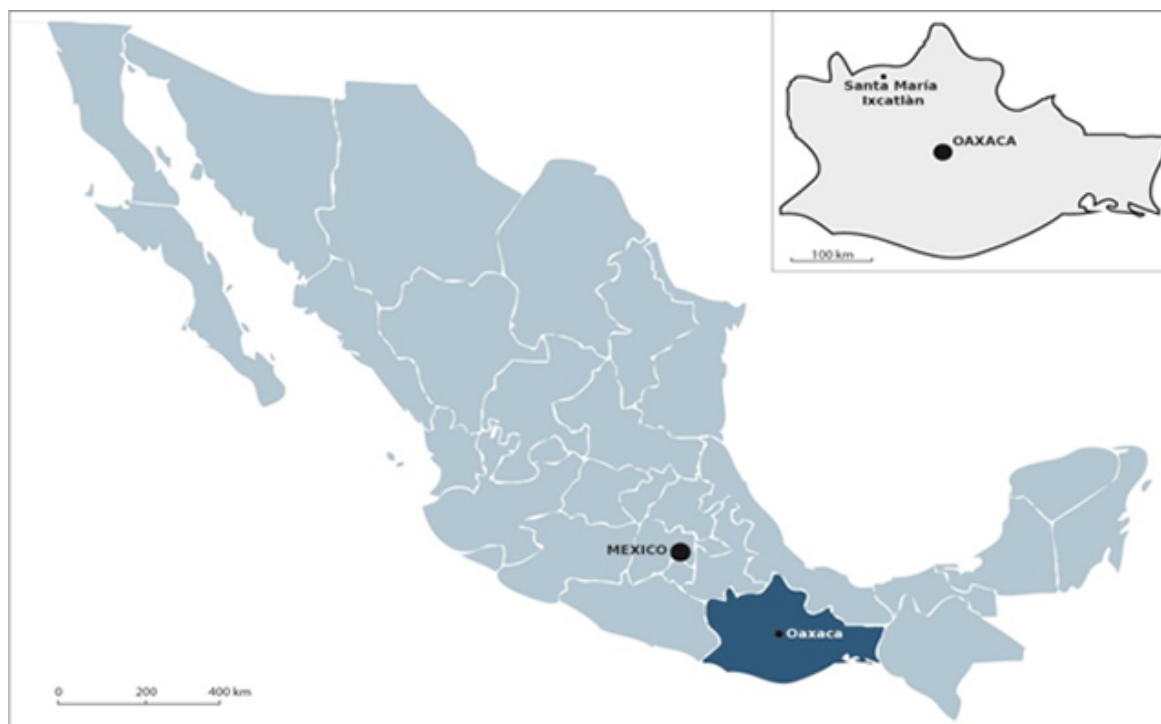 Santa María
Ixcatlàn
OAXACA
100 km
MEXICO
Oaxaca
0 200 400 km